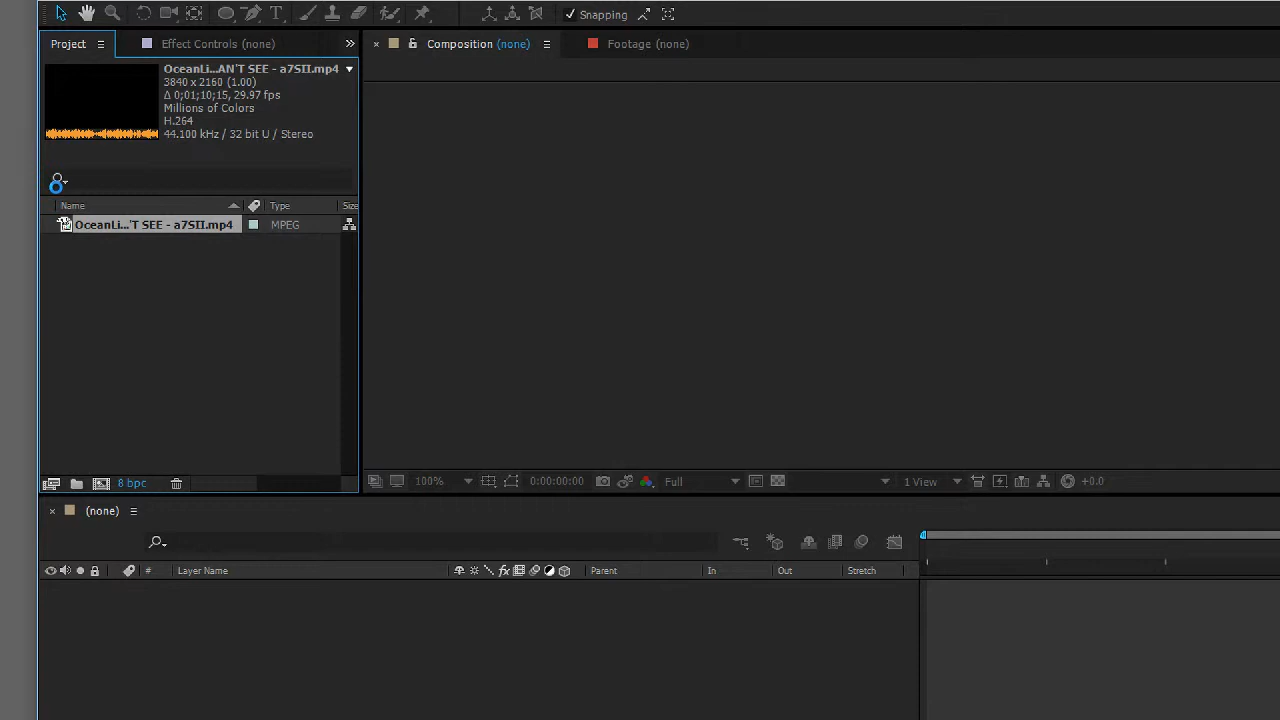 Snapping
Project
Effect Controls (none)
Composition (none)
Footage (none)
OceanLi...AN'T SEE - a7SII.mp4
3840 x 2160 (1.00)
Δ 0;01;10;15, 29.97 fps
Millions of Colors
H.264
44.100 kHz / 32 bit U / Stereo
Name
Type
Size
OceanLi...'T SEE - a7SII.mp4
MPEG
8 bpc
100%
0:00:00:00
Full
1 View
+0.0
(none)
#
Layer Name
Parent
In
Out
Stretch